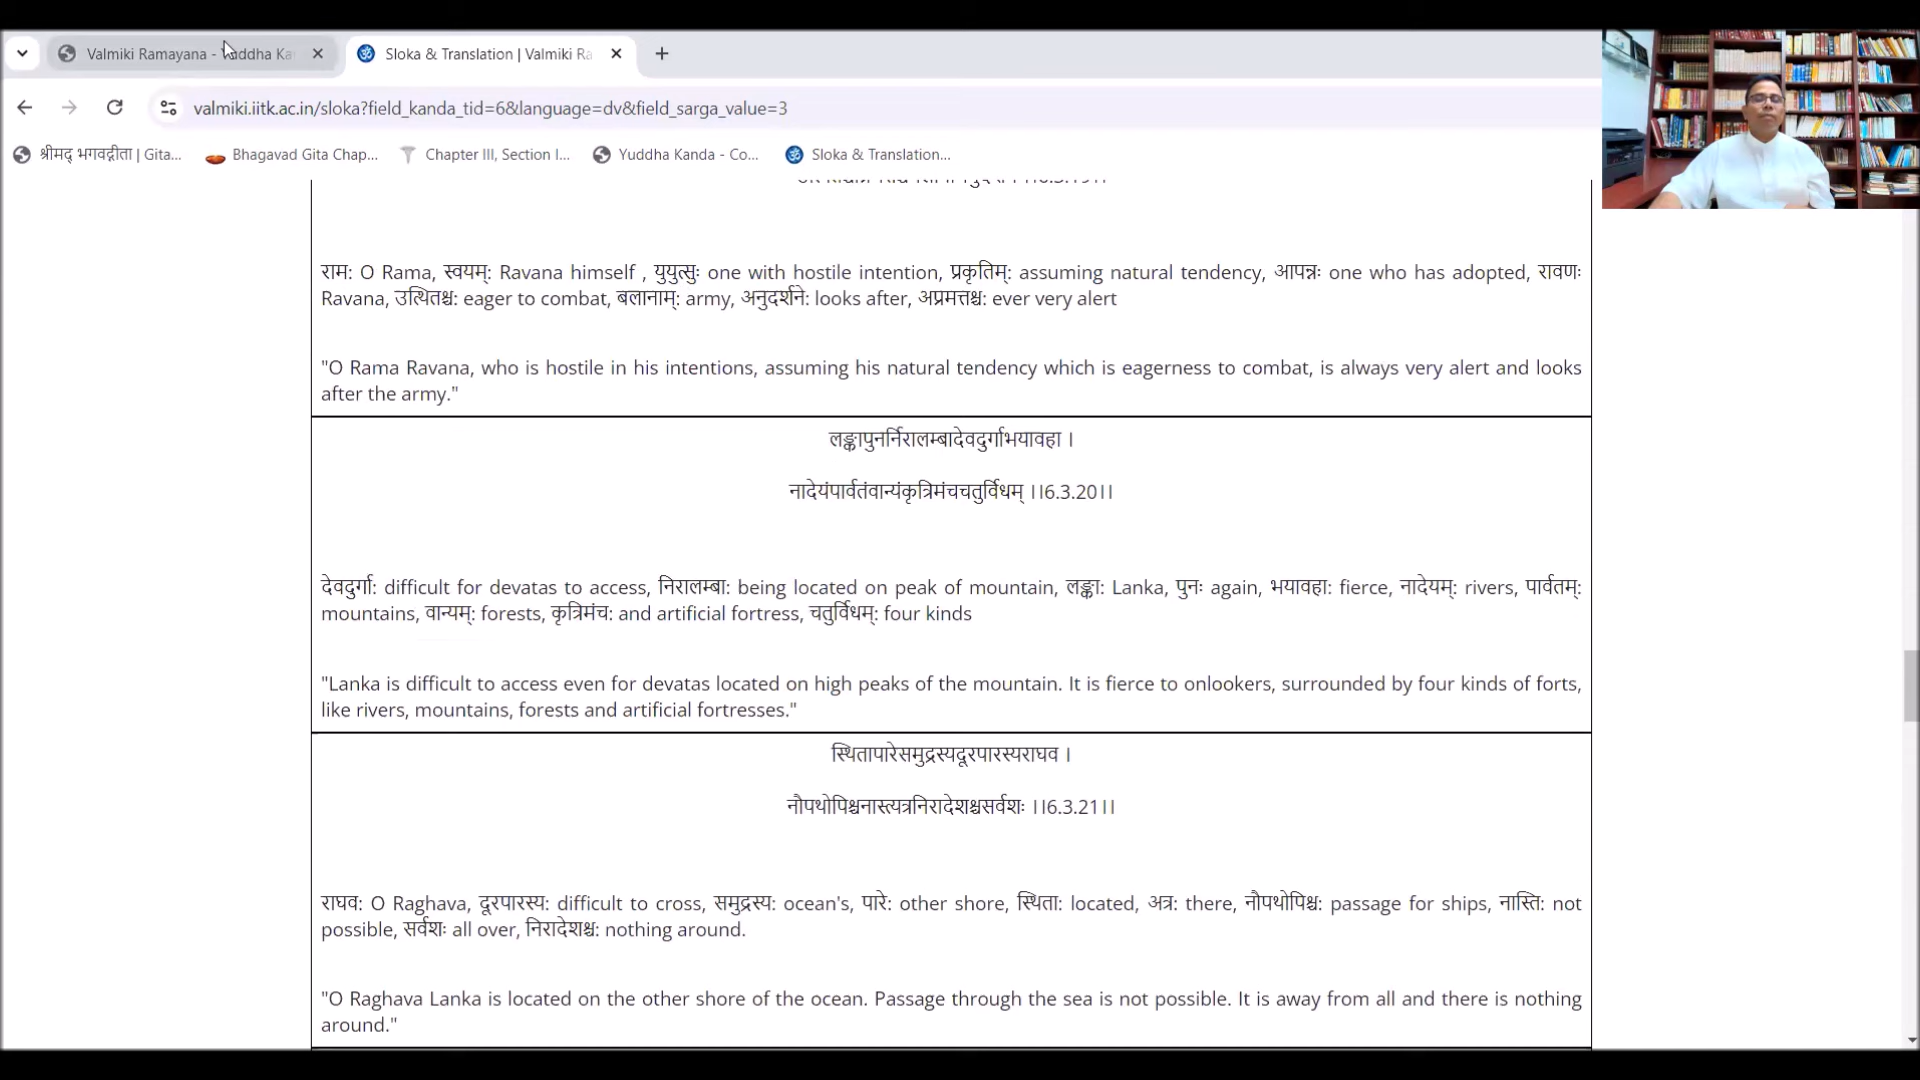 Valmiki Ramayana - Yuddha Ka
Sloka & Translation | Valmiki Ra
valmiki.iitk.ac.in/sloka?field_kanda_tid=6&language=dv&field_sarga_value=3
श्रीमद् भगवद्गीता | Gita...
Bhagavad Gita Chap...
Chapter III, Section I...
Yuddha Kanda - Co...
Sloka & Translation...
राम: O Rama, स्वयम्: Ravana himself , युयुत्सुः one with hostile intention, प्रकृतिम्: assuming natural tendency, आपन्नः one who has adopted, रावणः
Ravana, उत्थितश्च: eager to combat, बलानाम्: army, अनुदर्शने: looks after, अप्रमत्तश्च: ever very alert
"O Rama Ravana, who is hostile in his intentions, assuming his natural tendency which is eagerness to combat, is always very alert and looks
after the army."
लङ्कापुनर्निरालम्बादेवदुर्गाभयावहा ।
नादेयंपार्वतंवान्यंकृत्रिमंचचतुर्विधम् ।।6.3.20।।
देवदुर्गा: difficult for devatas to access, निरालम्बा: being located on peak of mountain, लङ्का: Lanka, पुनः again, भयावहा: fierce, नादेयम्: rivers, पार्वतम्:
mountains, वान्यम्: forests, कृत्रिमंच: and artificial fortress, चतुर्विधम्: four kinds
"Lanka is difficult to access even for devatas located on high peaks of the mountain. It is fierce to onlookers, surrounded by four kinds of forts,
like rivers, mountains, forests and artificial fortresses."
स्थितापारेसमुद्रस्यदूरपारस्यराघव ।
नौपथोपिश्चनास्त्यत्रनिरादेशश्चसर्वशः ।।6.3.21।।
राघव: O Raghava, दूरपारस्य: difficult to cross, समुद्रस्य: ocean's, पारे: other shore, स्थिता: located, अत्र: there, नौपथोपिश्च: passage for ships, नास्ति: not
possible, सर्वशः all over, निरादेशश्च: nothing around.
"O Raghava Lanka is located on the other shore of the ocean. Passage through the sea is not possible. It is away from all and there is nothing
around."